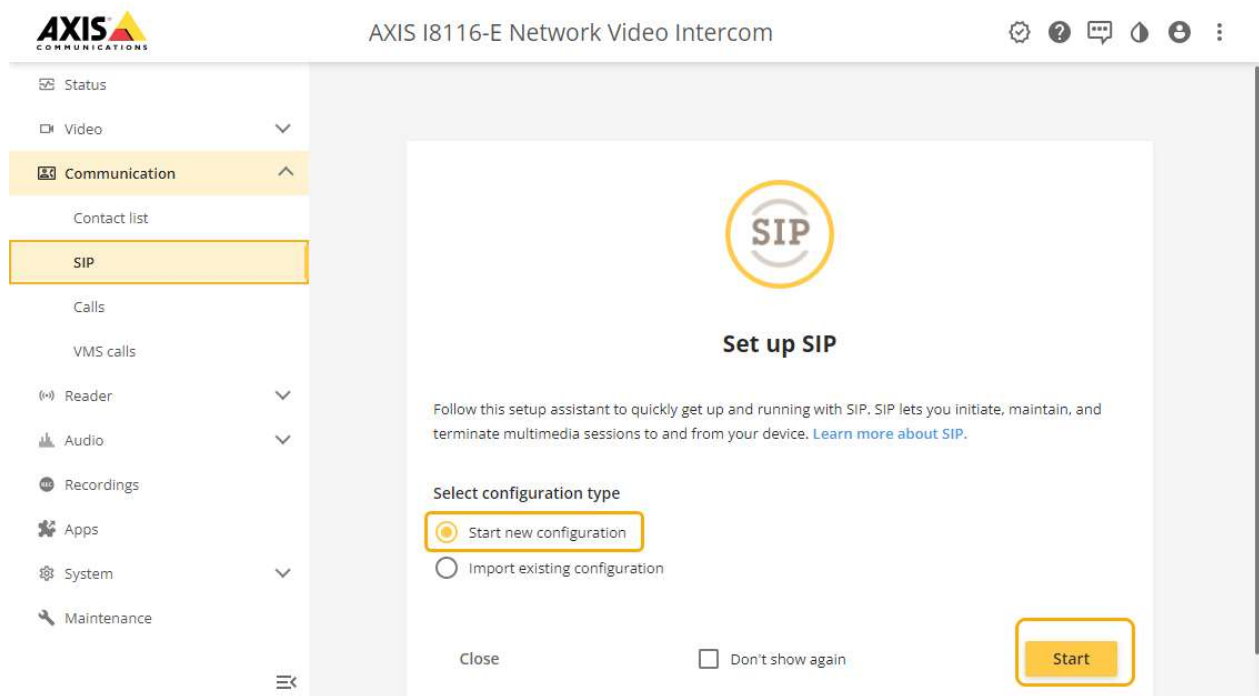 AXIS
COMMUNICATIONS
AXIS I8116-E Network Video Intercom
Status
Video
Communication
Contact list
SIP
Calls
VMS calls
Reader
Audio
Recordings
Apps
System
Maintenance
SIP
Set up SIP
Follow this setup assistant to quickly get up and running with SIP. SIP lets you initiate, maintain, and
terminate multimedia sessions to and from your device. Learn more about SIP.
Select configuration type
Start new configuration
Import existing configuration
Close
Don't show again
Start